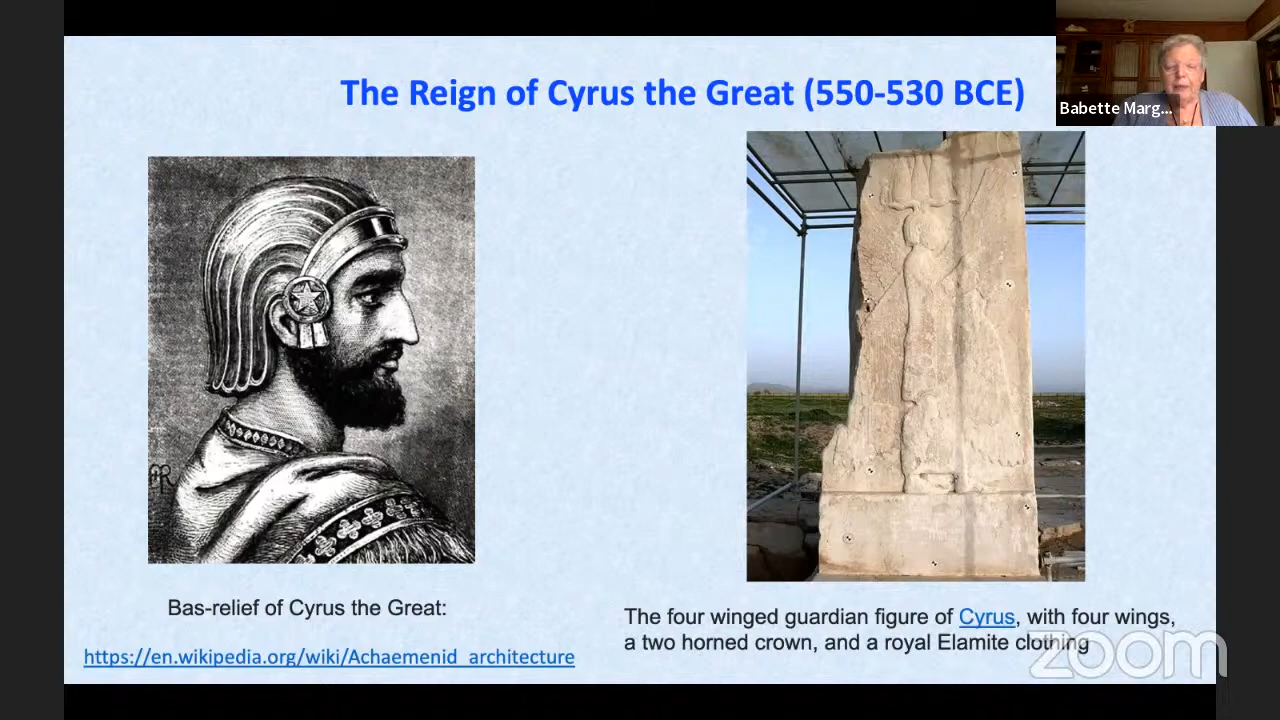 The Reign of Cyrus the Great (550-530 BCE)
Babette Marg...
Bas-relief of Cyrus the Great:
https://en.wikipedia.org/wiki/Achaemenid_architecture
The four winged guardian figure of Cyrus, with four wings,
a two horned crown, and a royal Elamite clothing
zoom